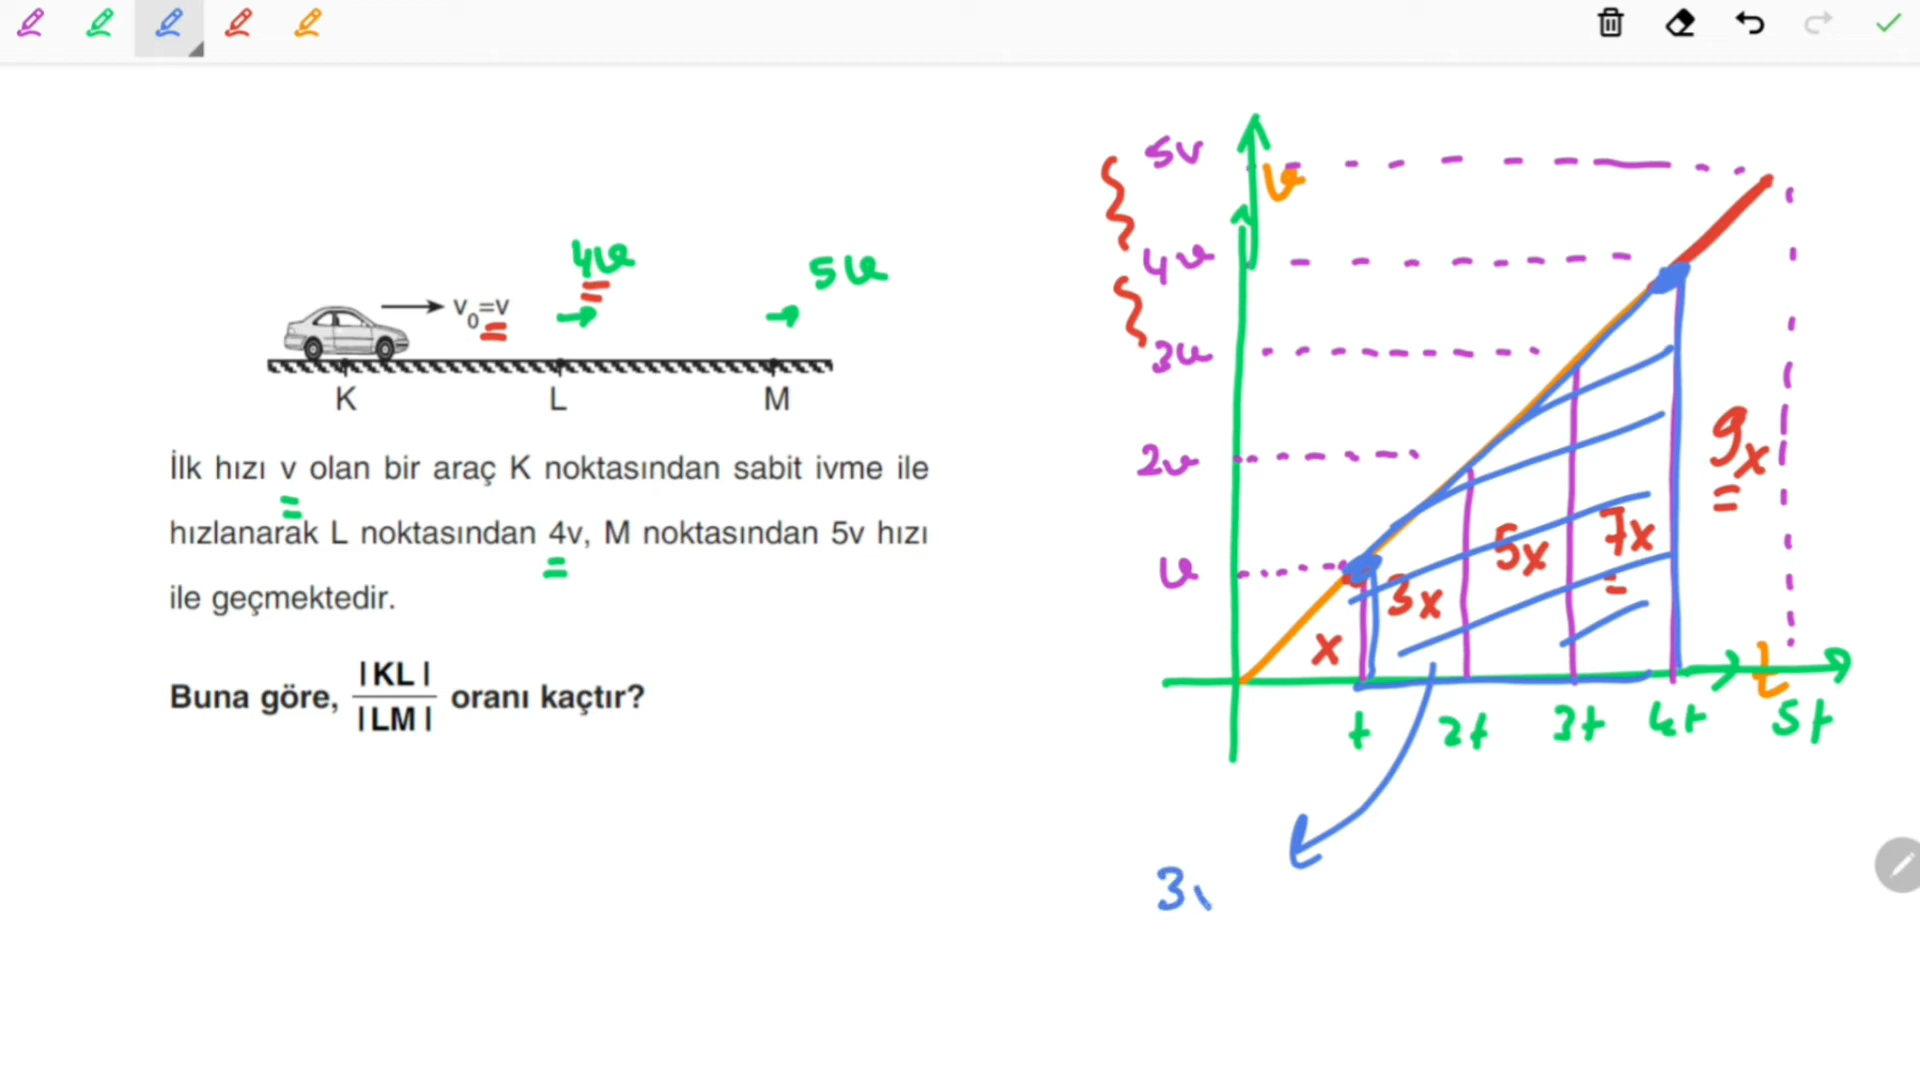 4v
5v
v₀=v
K L M
İlk hızı v olan bir araç K noktasından sabit ivme ile
hızlanarak L noktasından 4v, M noktasından 5v hızı
ile geçmektedir.
Buna göre, |KL| / |LM| oranı kaçtır?
5v
v
4v
3v
2v
v
x 3x 5x 7x 9x
t 2t 3t 4t 5t
t
3